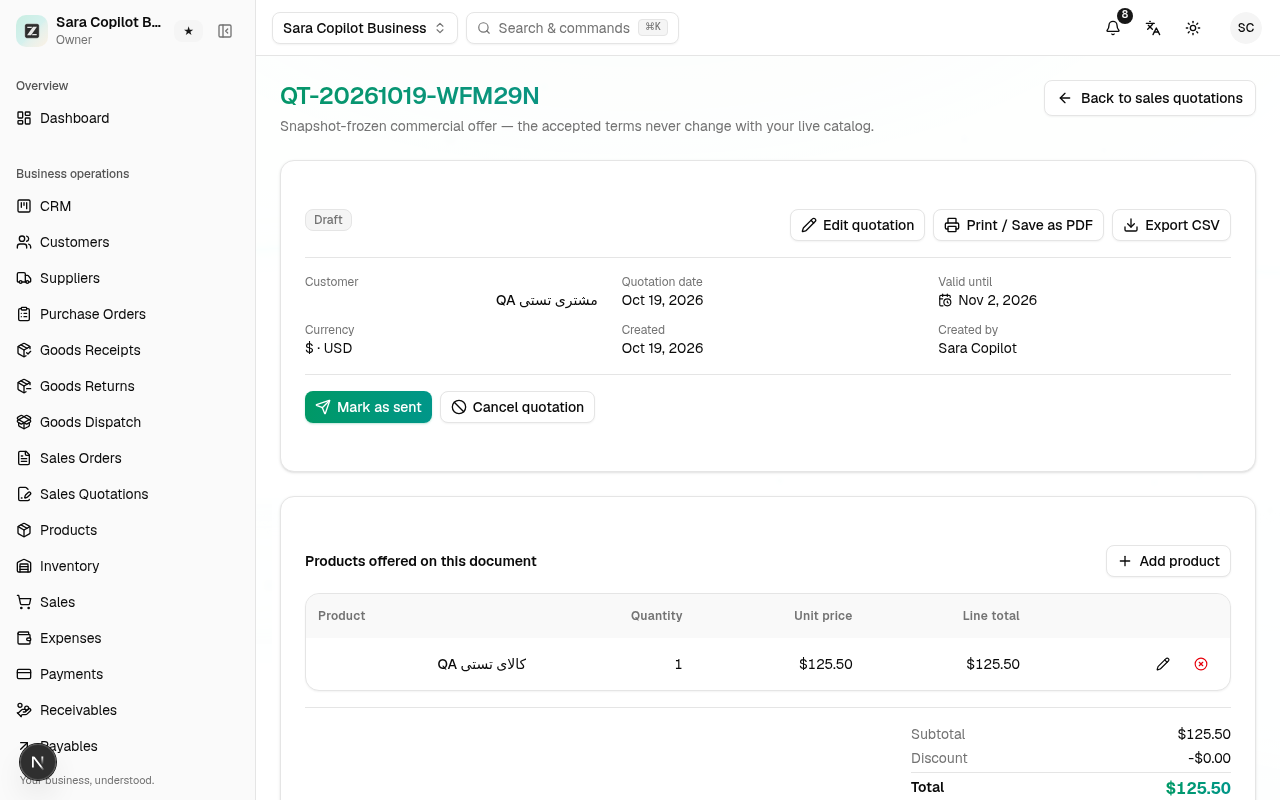 Sara Copilot B...
Owner
★
Sara Copilot Business
Search & commands ⌘K
8
SC
Overview
Dashboard
Business operations
CRM
Customers
Suppliers
Purchase Orders
Goods Receipts
Goods Returns
Goods Dispatch
Sales Orders
Sales Quotations
Products
Inventory
Sales
Expenses
Payments
Receivables
Payables
N
Your business, understood.
QT-20261019-WFM29N
Snapshot-frozen commercial offer — the accepted terms never change with your live catalog.
Back to sales quotations
Draft
Edit quotation
Print / Save as PDF
Export CSV
Customer
مشتری تستی QA
Quotation date
Oct 19, 2026
Valid until
Nov 2, 2026
Currency
$ · USD
Created
Oct 19, 2026
Created by
Sara Copilot
Mark as sent
Cancel quotation
Products offered on this document
Add product
Product Quantity Unit price Line total
کالای تستی QA 1 $125.50 $125.50
Subtotal $125.50
Discount -$0.00
Total $125.50